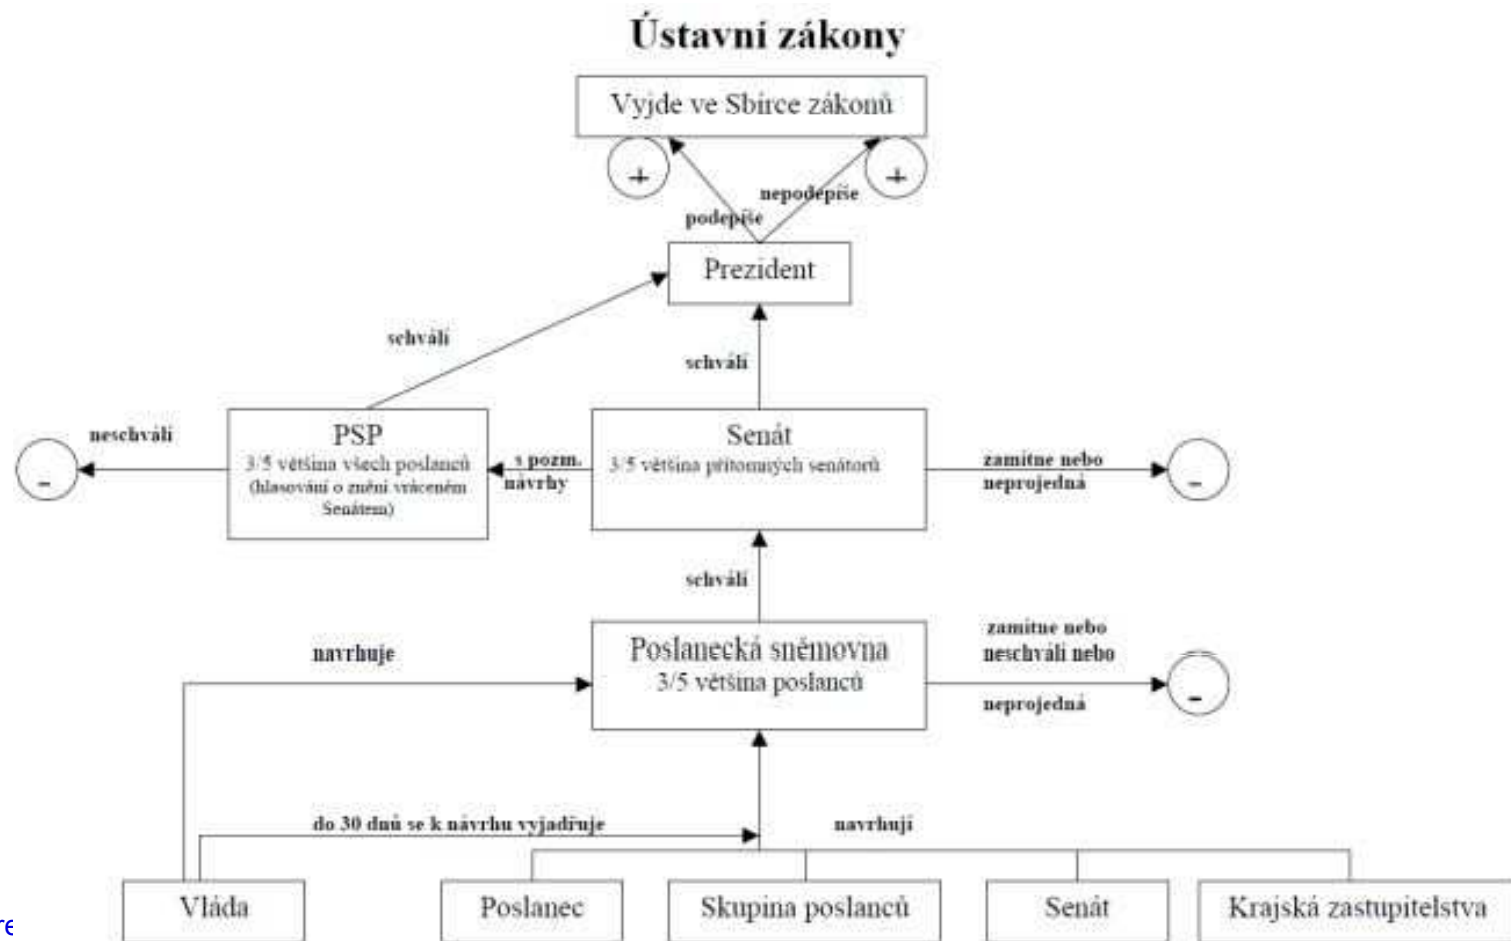 Ústavní zákony
Vyjde ve Sbírce zákonů
+
+
nepodepíše
podepíše
Prezident
schválí
schválí
neschválí
PSP
3/5 většina všech poslanců
(hlasování o znění vráceném
Senátem)
-
s pozm.
návrhy
Senát
3/5 většina přítomných senátorů
zamítne nebo
neprojedná
-
schválí
navrhuje
Poslanecká sněmovna
3/5 většina poslanců
zamítne nebo
neschválí nebo
neprojedná
-
do 30 dnů se k návrhu vyjadřuje
navrhují
Vláda
Poslanec
Skupina poslanců
Senát
Krajská zastupitelstva